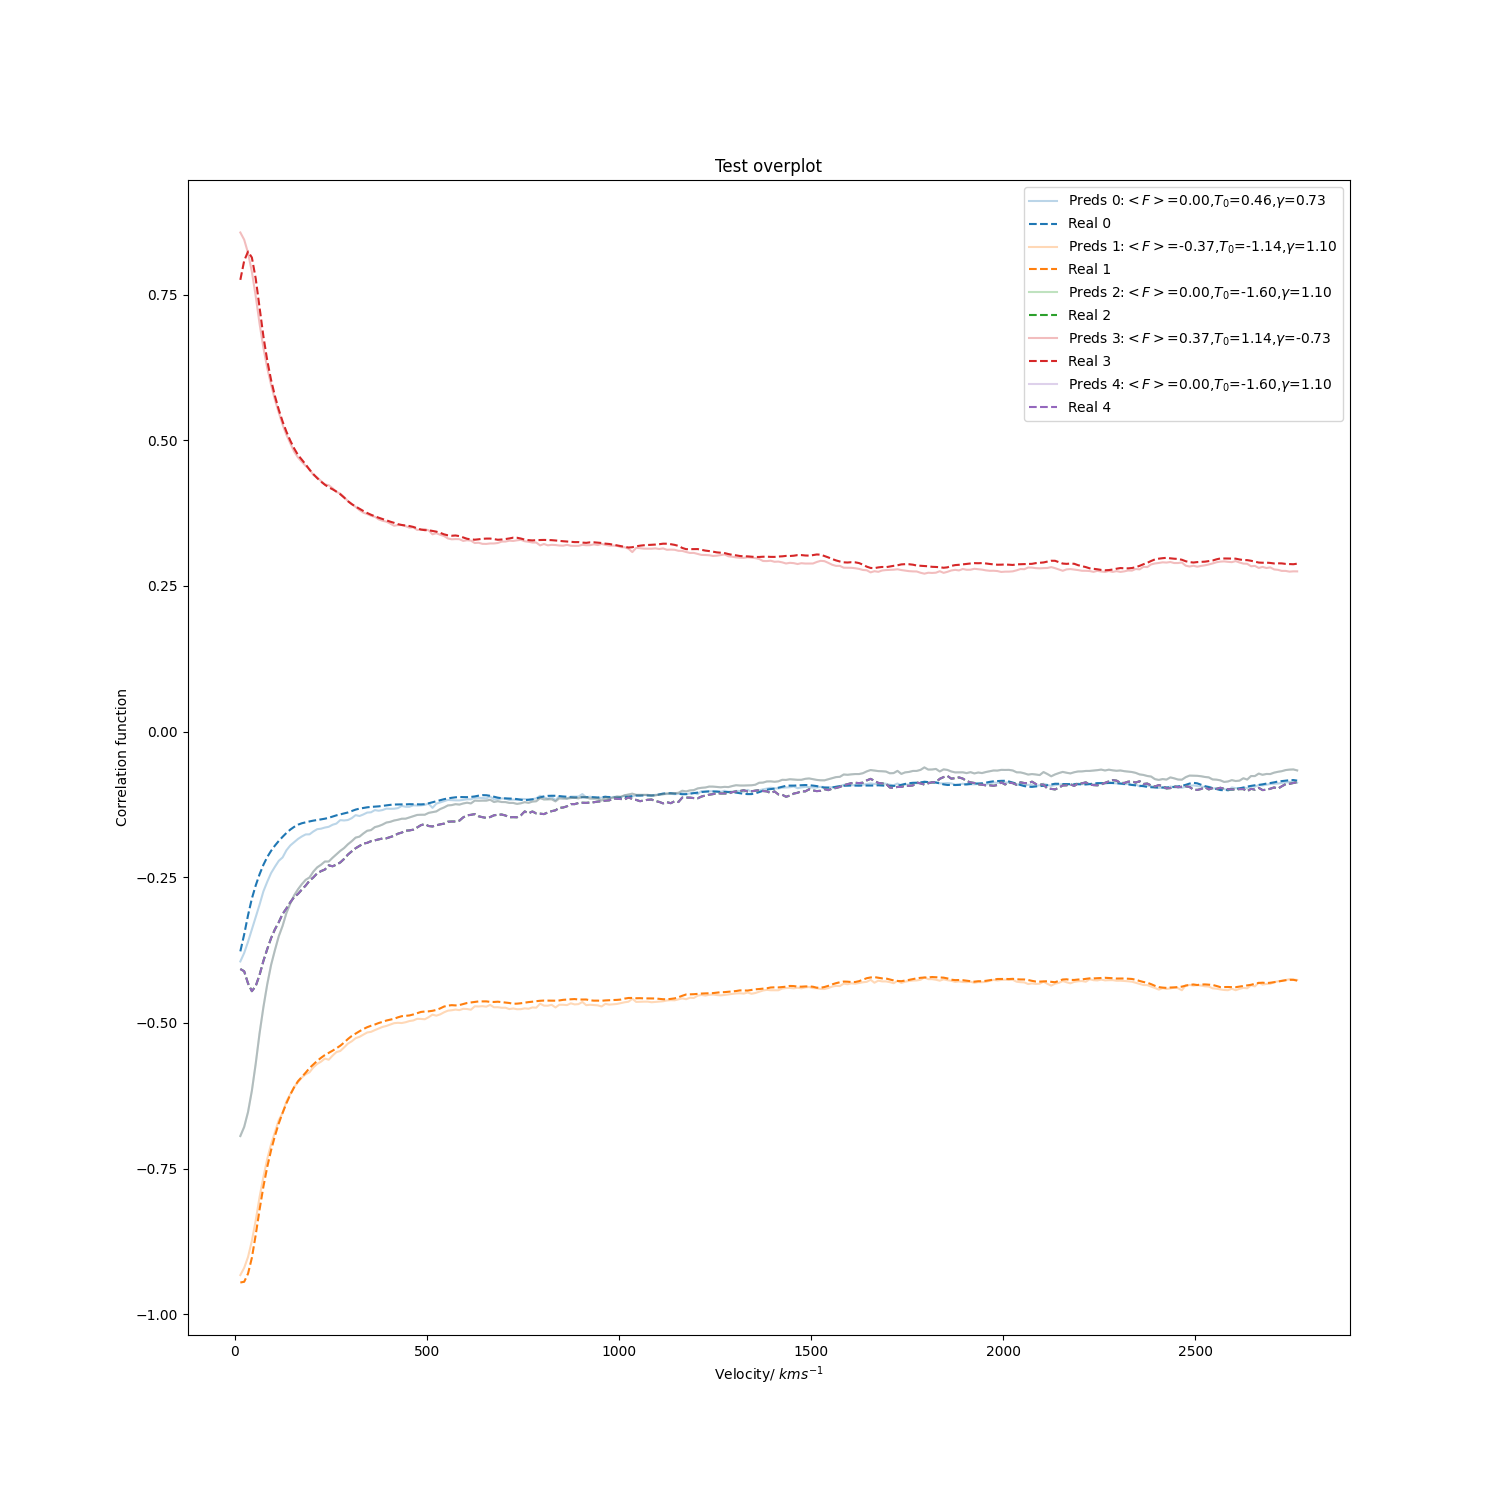 Test overplot
Preds 0: <F>=0.00,T₀=0.46,γ=0.73
Real 0
Preds 1: <F>=-0.37,T₀=-1.14,γ=1.10
Real 1
Preds 2: <F>=0.00,T₀=-1.60,γ=1.10
Real 2
Preds 3: <F>=0.37,T₀=1.14,γ=-0.73
Real 3
Preds 4: <F>=0.00,T₀=-1.60,γ=1.10
Real 4
0.75
0.50
0.25
0.00
−0.25
−0.50
−0.75
−1.00
Correlation function
0 500 1000 1500 2000 2500
Velocity/ kms⁻¹